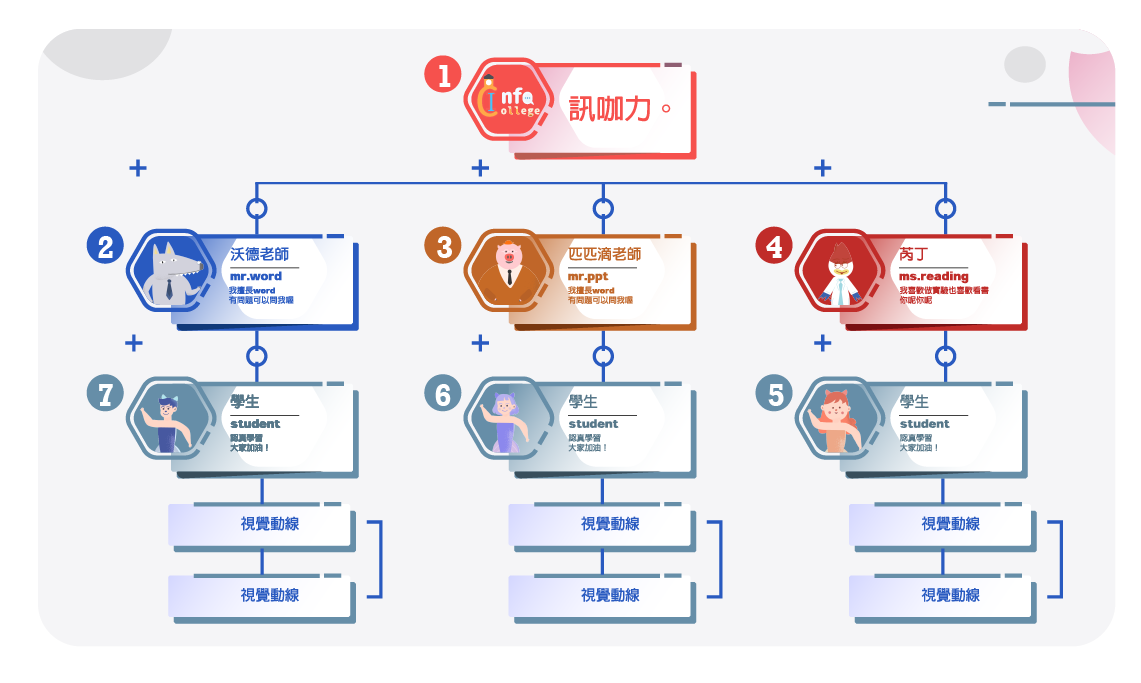 1
Info
College
訊咖力。
2
沃德老師
mr.word
我擅長word
有問題可以問我喔
3
匹匹滴老師
mr.ppt
我擅長word
有問題可以問我喔
4
芮丁
ms.reading
我喜歡做實驗也喜歡看書
你呢你呢
7
學生
student
認真學習
大家加油！
6
學生
student
認真學習
大家加油！
5
學生
student
認真學習
大家加油！
視覺動線
視覺動線
視覺動線
視覺動線
視覺動線
視覺動線